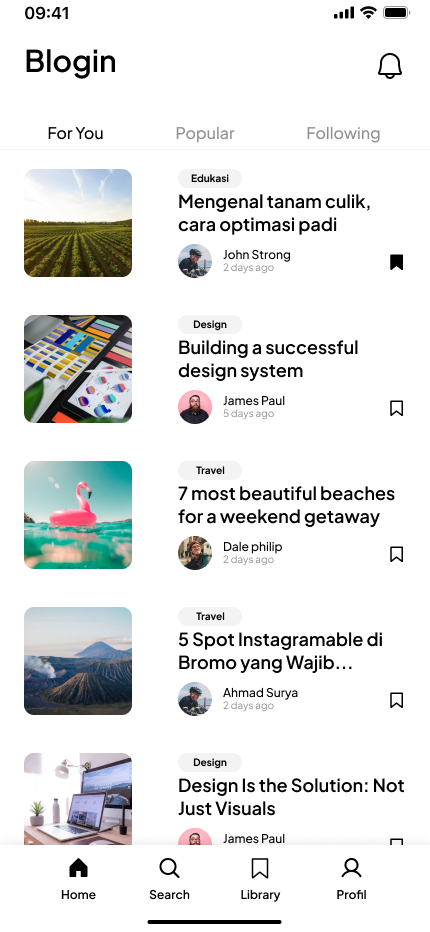 09:41
Blogin
For You
Popular
Following
Edukasi
Mengenal tanam culik,
cara optimasi padi
John Strong
2 days ago
Design
Building a successful
design system
James Paul
5 days ago
Travel
7 most beautiful beaches
for a weekend getaway
Dale philip
2 days ago
Travel
5 Spot Instagramable di
Bromo yang Wajib...
Ahmad Surya
2 days ago
Design
Design Is the Solution: Not
Just Visuals
James Paul
Home
Search
Library
Profil